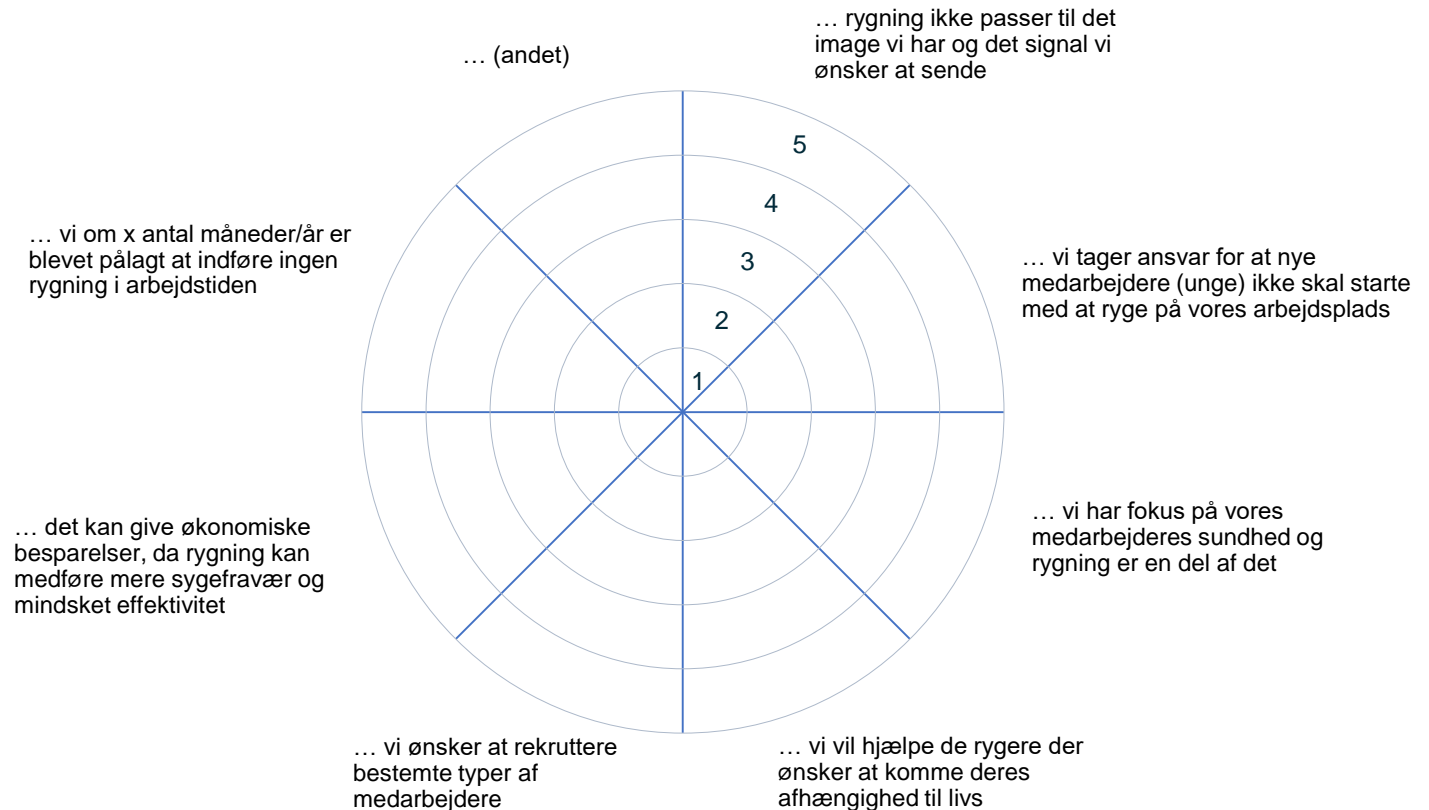 … (andet)
… rygning ikke passer til det
image vi har og det signal vi
ønsker at sende
5
4
3
2
1
… vi om x antal måneder/år er
blevet pålagt at indføre ingen
rygning i arbejdstiden
… vi tager ansvar for at nye
medarbejdere (unge) ikke skal starte
med at ryge på vores arbejdsplads
… det kan give økonomiske
besparelser, da rygning kan
medføre mere sygefravær og
mindsket effektivitet
… vi har fokus på vores
medarbejderes sundhed og
rygning er en del af det
… vi ønsker at rekruttere
bestemte typer af
medarbejdere
… vi vil hjælpe de rygere der
ønsker at komme deres
afhængighed til livs